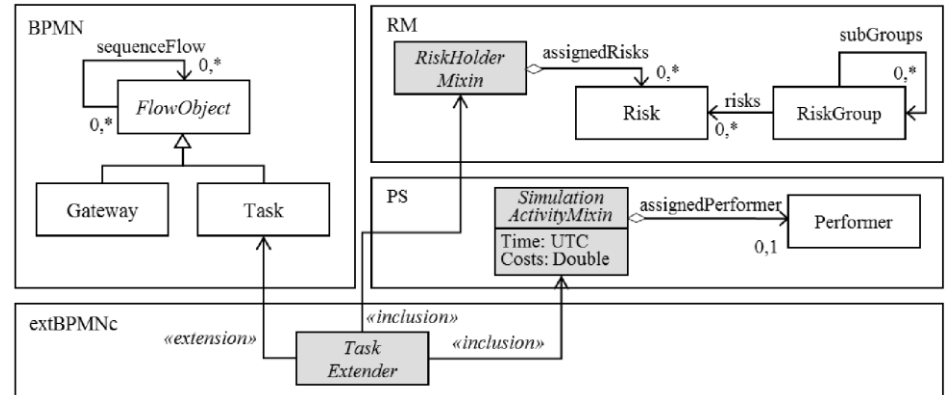 BPMN
sequenceFlow
0,*
0,*
FlowObject
Gateway
Task
RM
RiskHolder
Mixin
assignedRisks
0,*
Risk
risks
0,*
RiskGroup
subGroups
0,*
PS
Simulation
ActivityMixin
Time: UTC
Costs: Double
assignedPerformer
0,1
Performer
extBPMNc
«extension»
«inclusion»
«inclusion»
Task
Extender